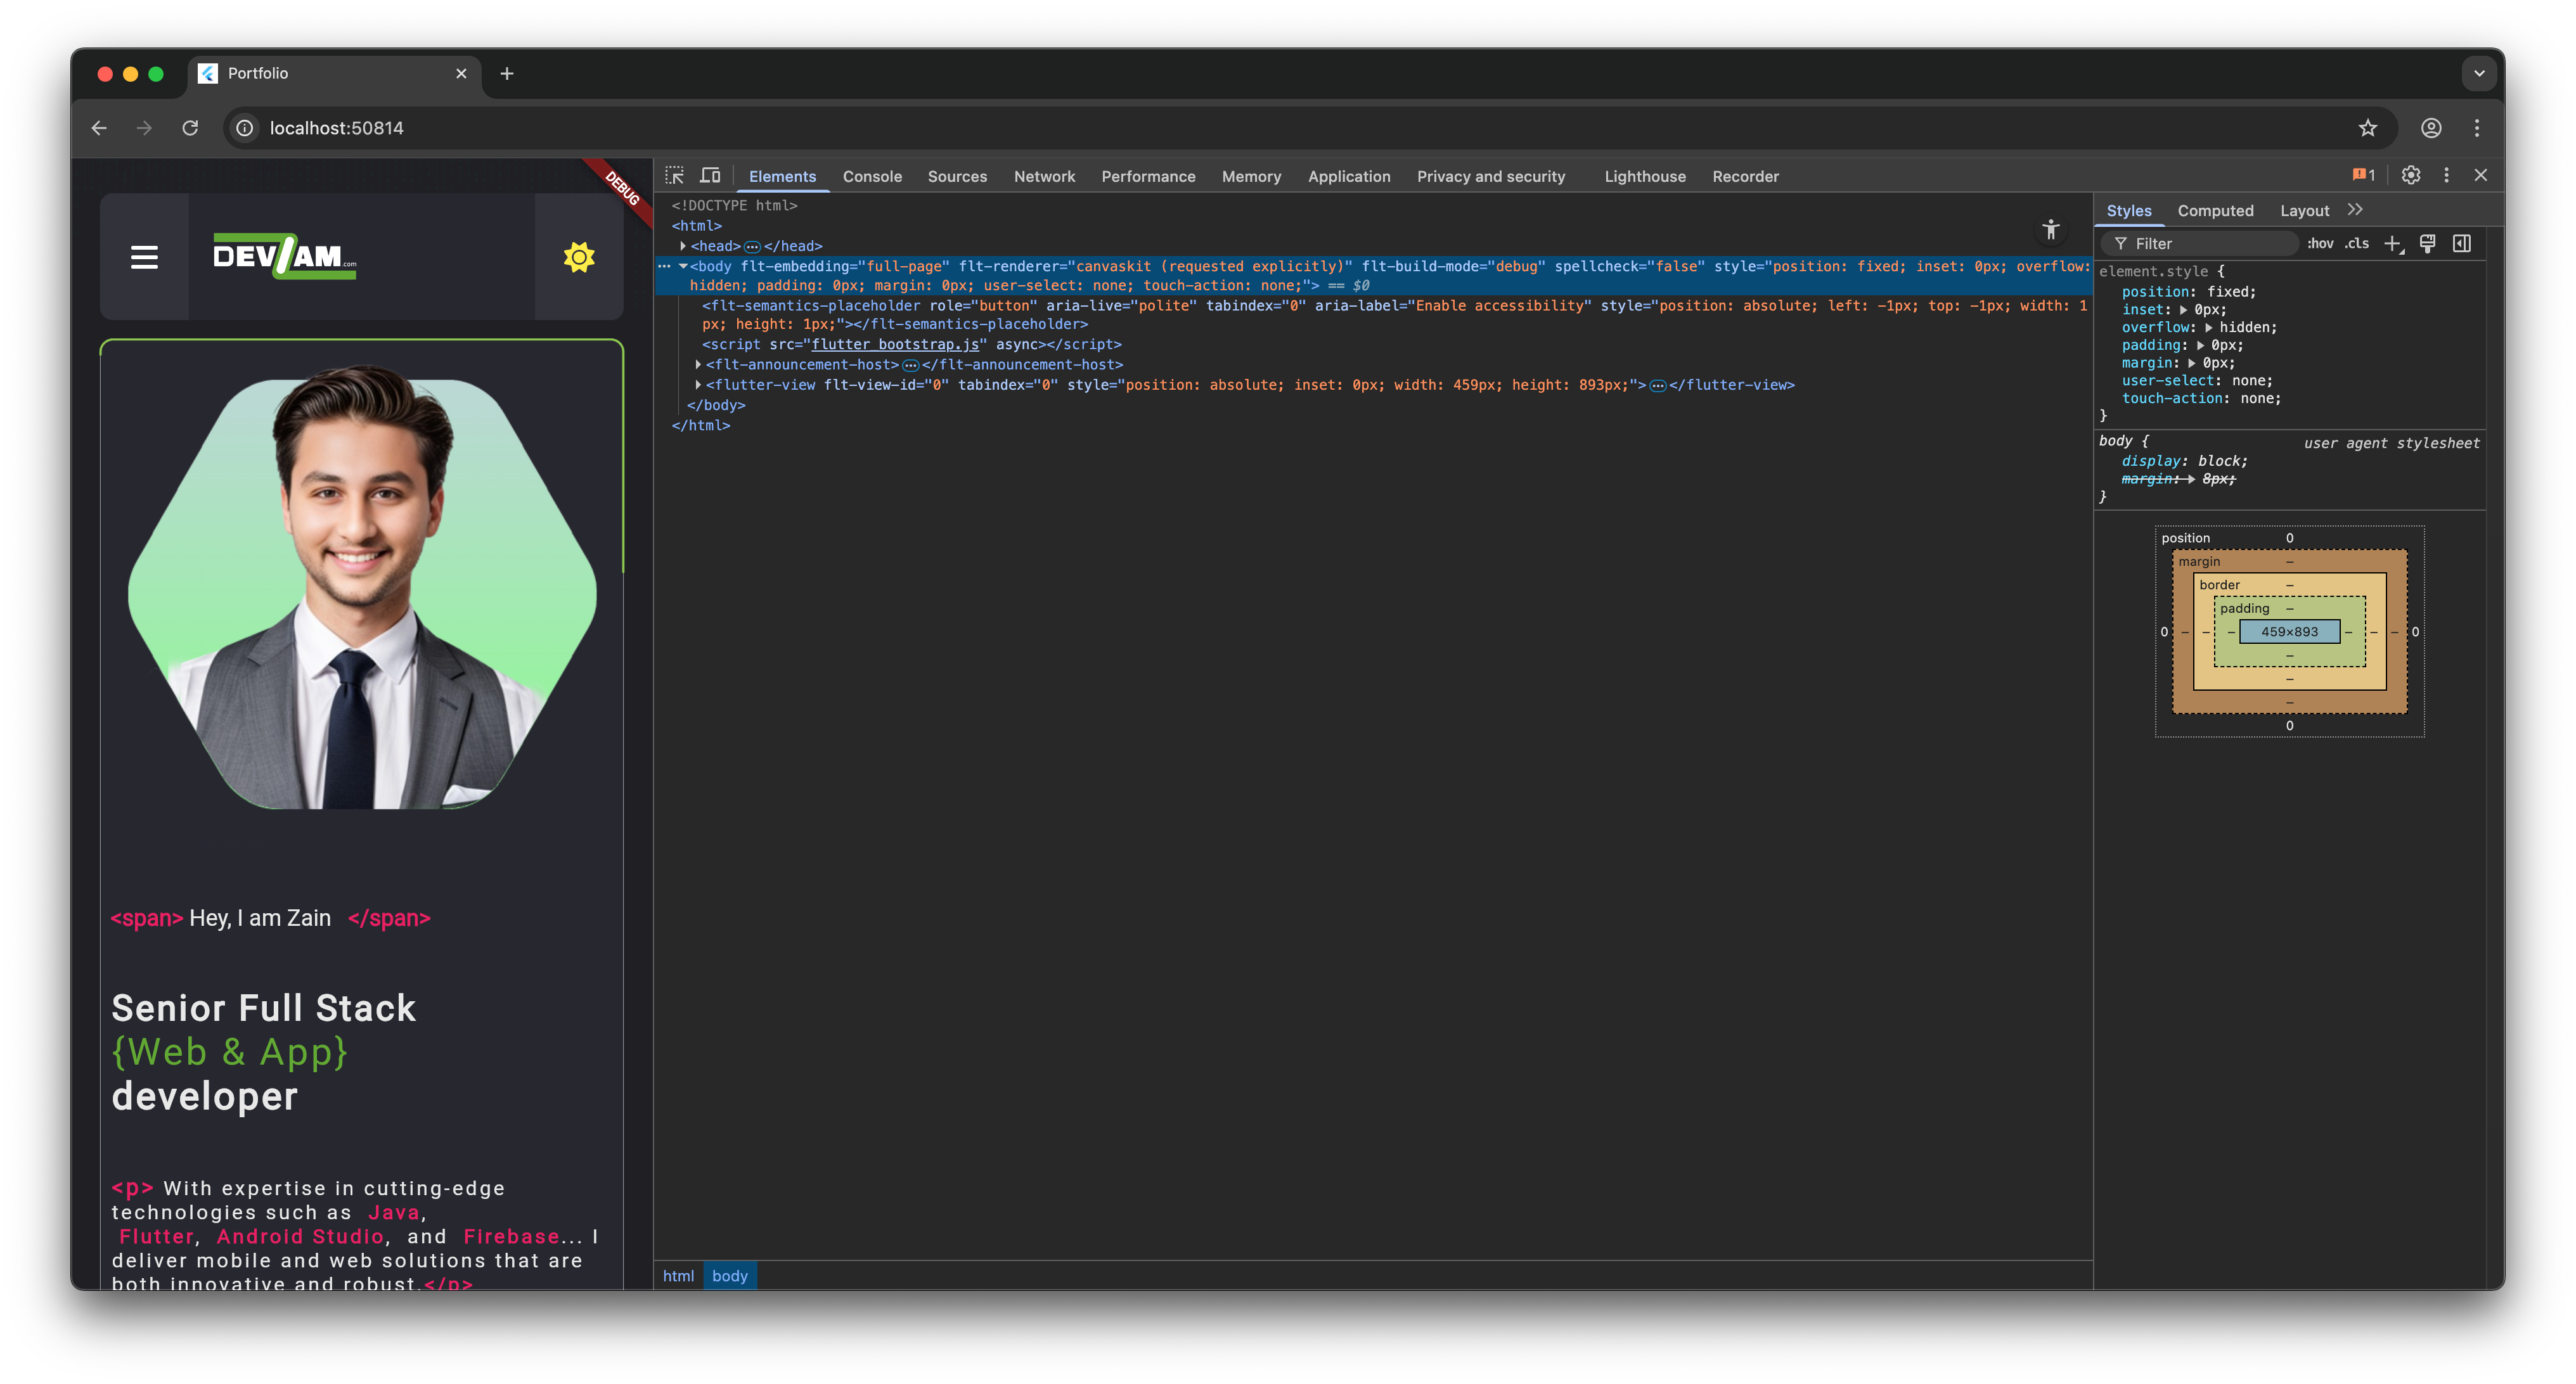 Portfolio
localhost:50814
DEBUG
DEV/AM.com
<span> Hey, I am Zain </span>
Senior Full Stack
{Web & App}
developer
<p> With expertise in cutting-edge
technologies such as Java,
Flutter, Android Studio, and Firebase... I
deliver mobile and web solutions that are
both innovative and robust.</p>
Elements Console Sources Network Performance Memory Application Privacy and security Lighthouse Recorder 1
<!DOCTYPE html>
<html>
<head> </head>
<body flt-embedding="full-page" flt-renderer="canvaskit (requested explicitly)" flt-build-mode="debug" spellcheck="false" style="position: fixed; inset: 0px; overflow:
hidden; padding: 0px; margin: 0px; user-select: none; touch-action: none;"> == $0
<flt-semantics-placeholder role="button" aria-live="polite" tabindex="0" aria-label="Enable accessibility" style="position: absolute; left: -1px; top: -1px; width: 1
px; height: 1px;"></flt-semantics-placeholder>
<script src="flutter_bootstrap.js" async></script>
<flt-announcement-host> </flt-announcement-host>
<flutter-view flt-view-id="0" tabindex="0" style="position: absolute; inset: 0px; width: 459px; height: 893px;"> </flutter-view>
</body>
</html>
html body
Styles Computed Layout
Filter :hov .cls
element.style {
position: fixed;
inset: 0px;
overflow: hidden;
padding: 0px;
margin: 0px;
user-select: none;
touch-action: none;
}
body { user agent stylesheet
display: block;
margin: 8px;
}
position 0
margin –
border –
padding –
0 – – – 459×893 – – – 0
–
–
–
0